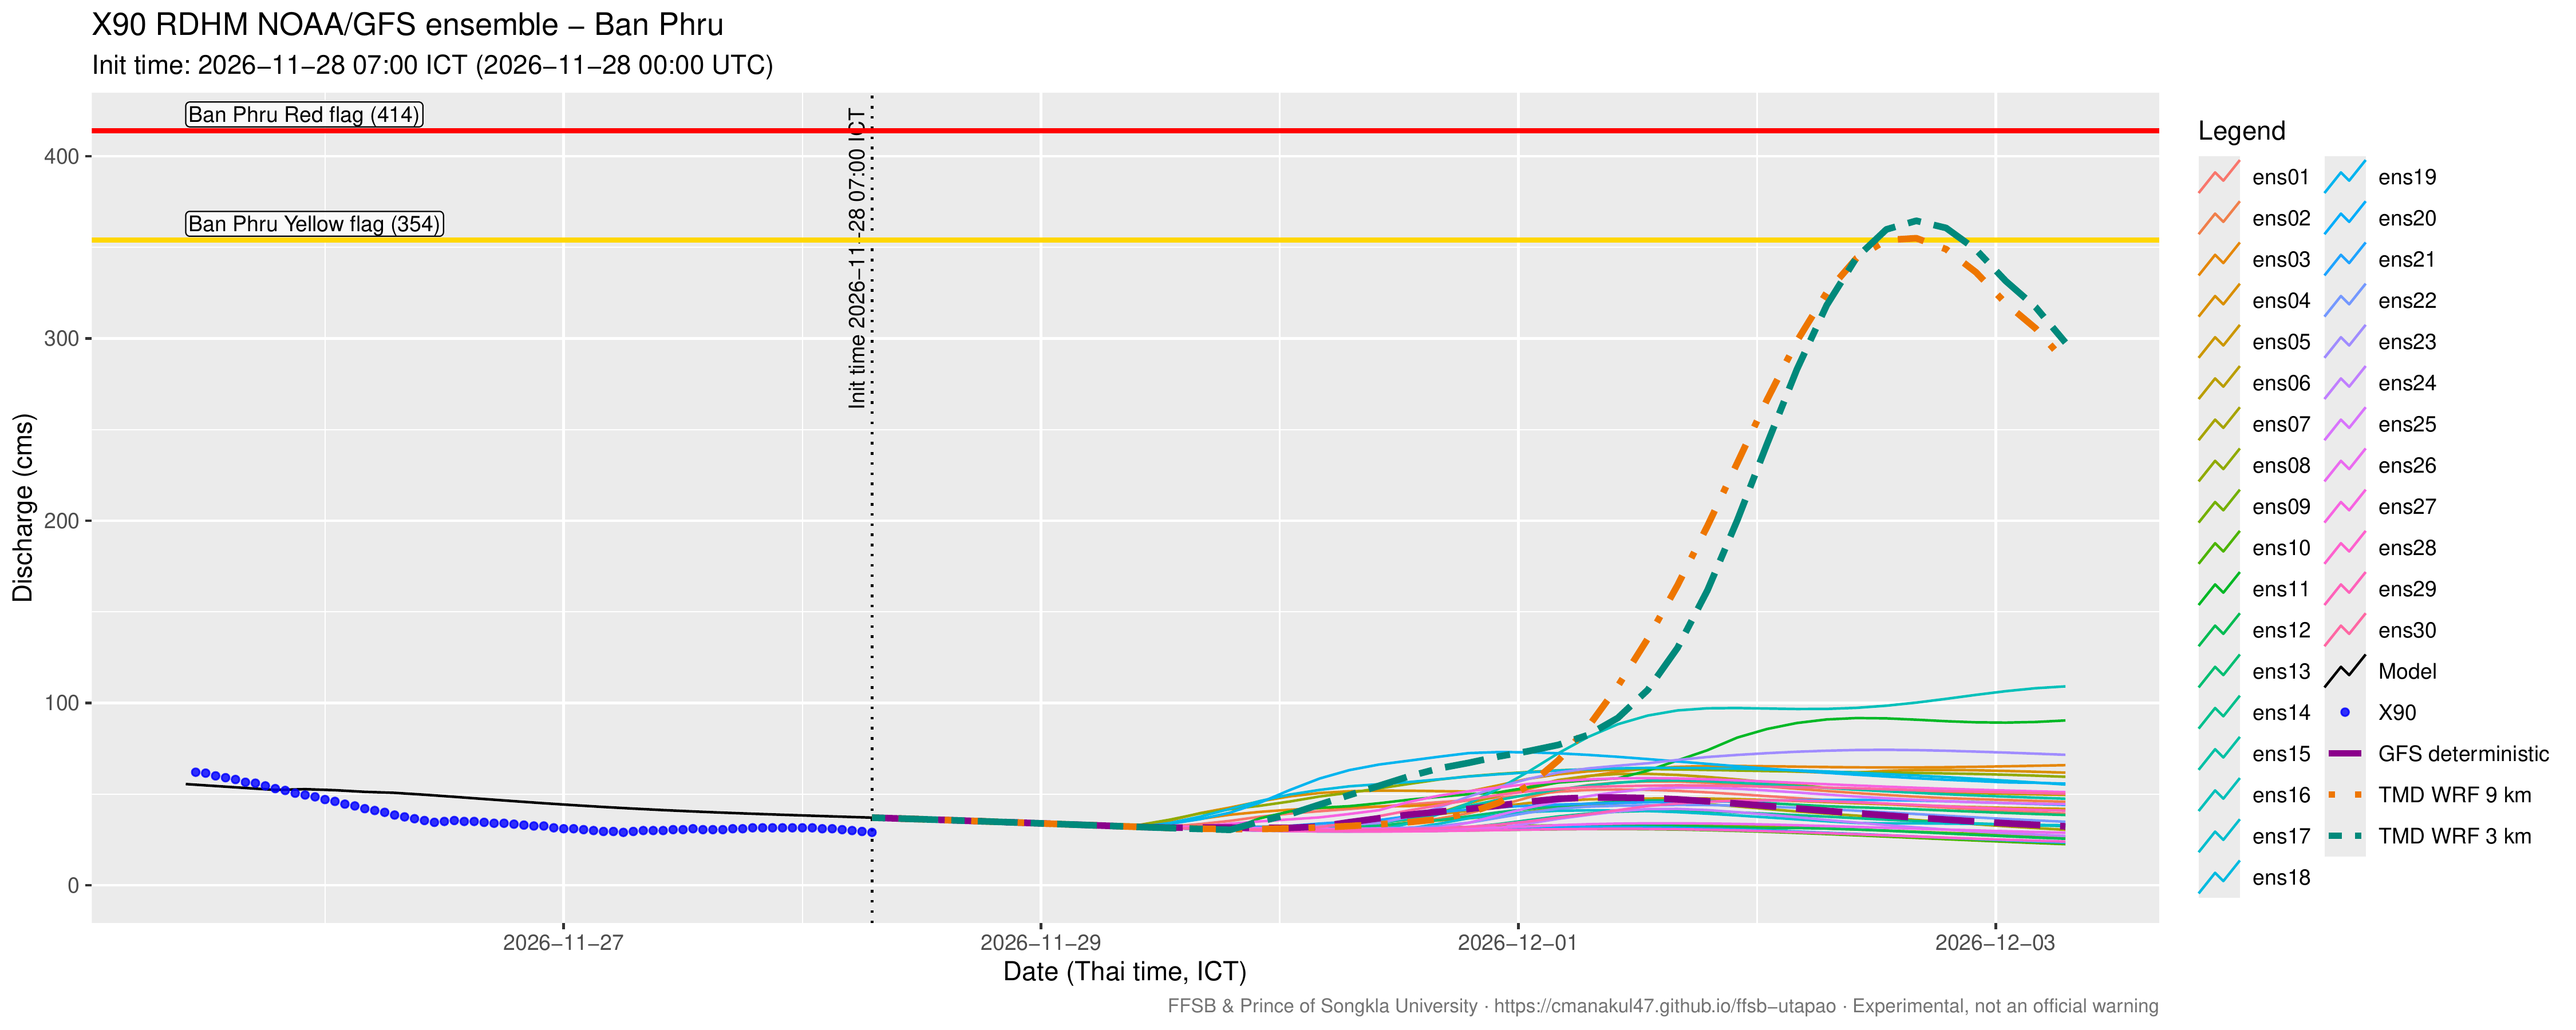 X90 RDHM NOAA/GFS ensemble – Ban Phru
Init time: 2026–11–28 07:00 ICT (2026–11–28 00:00 UTC)
Ban Phru Red flag (414)
Ban Phru Yellow flag (354)
Init time 2026–11–28 07:00 ICT
Discharge (cms)
400
300
200
100
0
2026–11–27
2026–11–29
2026–12–01
2026–12–03
Date (Thai time, ICT)
FFSB & Prince of Songkla University · https://cmanakul47.github.io/ffsb–utapao · Experimental, not an official warning
Legend
ens01
ens02
ens03
ens04
ens05
ens06
ens07
ens08
ens09
ens10
ens11
ens12
ens13
ens14
ens15
ens16
ens17
ens18
ens19
ens20
ens21
ens22
ens23
ens24
ens25
ens26
ens27
ens28
ens29
ens30
Model
X90
GFS deterministic
TMD WRF 9 km
TMD WRF 3 km